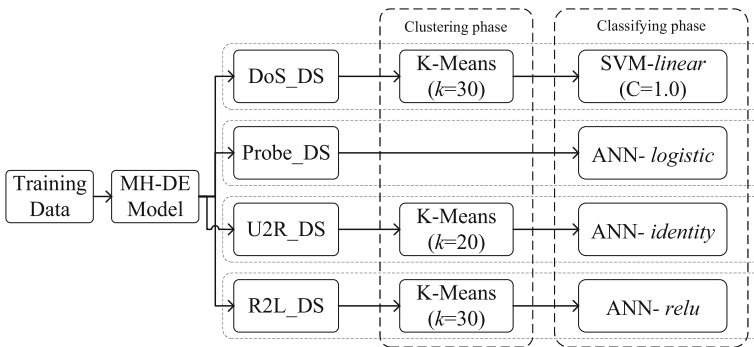 Clustering phase
Classifying phase
DoS_DS
K-Means
(k=30)
SVM-linear
(C=1.0)
Probe_DS
ANN- logistic
Training
Data
MH-DE
Model
U2R_DS
K-Means
(k=20)
ANN- identity
R2L_DS
K-Means
(k=30)
ANN- relu